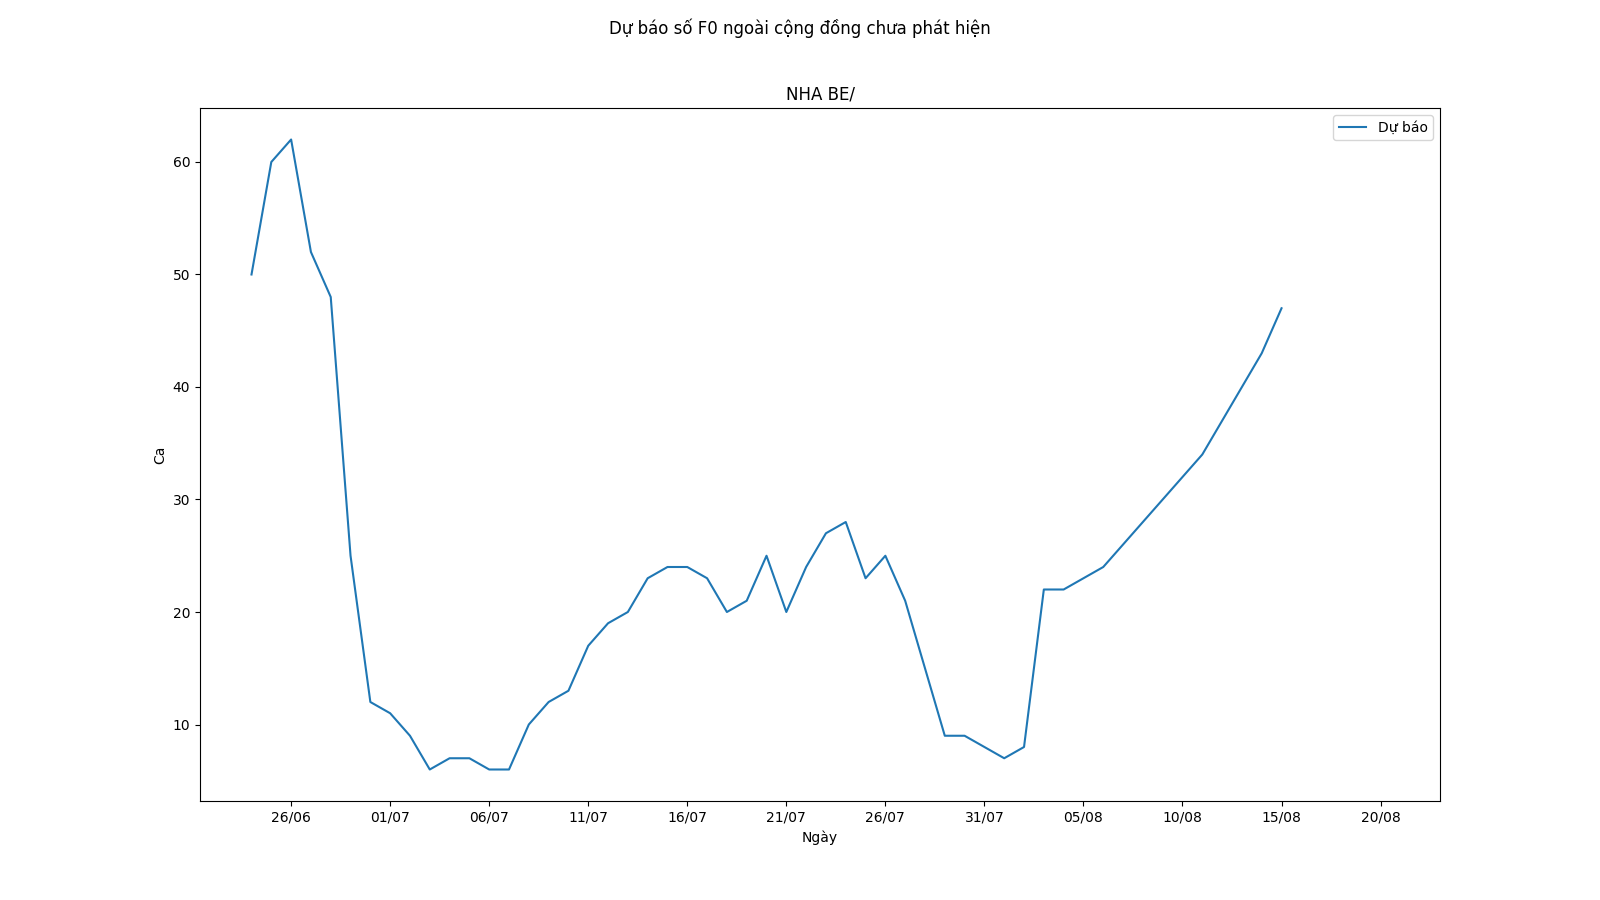 Dự báo số F0 ngoài cộng đồng chưa phát hiện
NHA BE/
Dự báo
60
50
40
30
20
10
Ca
26/06 01/07 06/07 11/07 16/07 21/07 26/07 31/07 05/08 10/08 15/08 20/08
Ngày